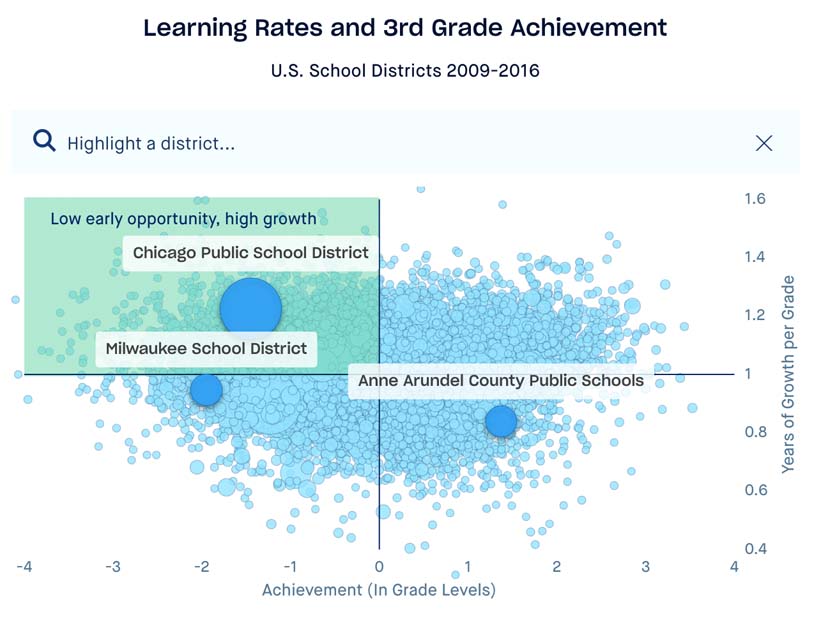 Learning Rates and 3rd Grade Achievement
U.S. School Districts 2009-2016
Highlight a district...
Low early opportunity, high growth
Chicago Public School District
Milwaukee School District
Anne Arundel County Public Schools
1.6
1.4
1.2
1
0.8
0.6
0.4
Years of Growth per Grade
-4 -3 -2 -1 0 1 2 3 4
Achievement (In Grade Levels)